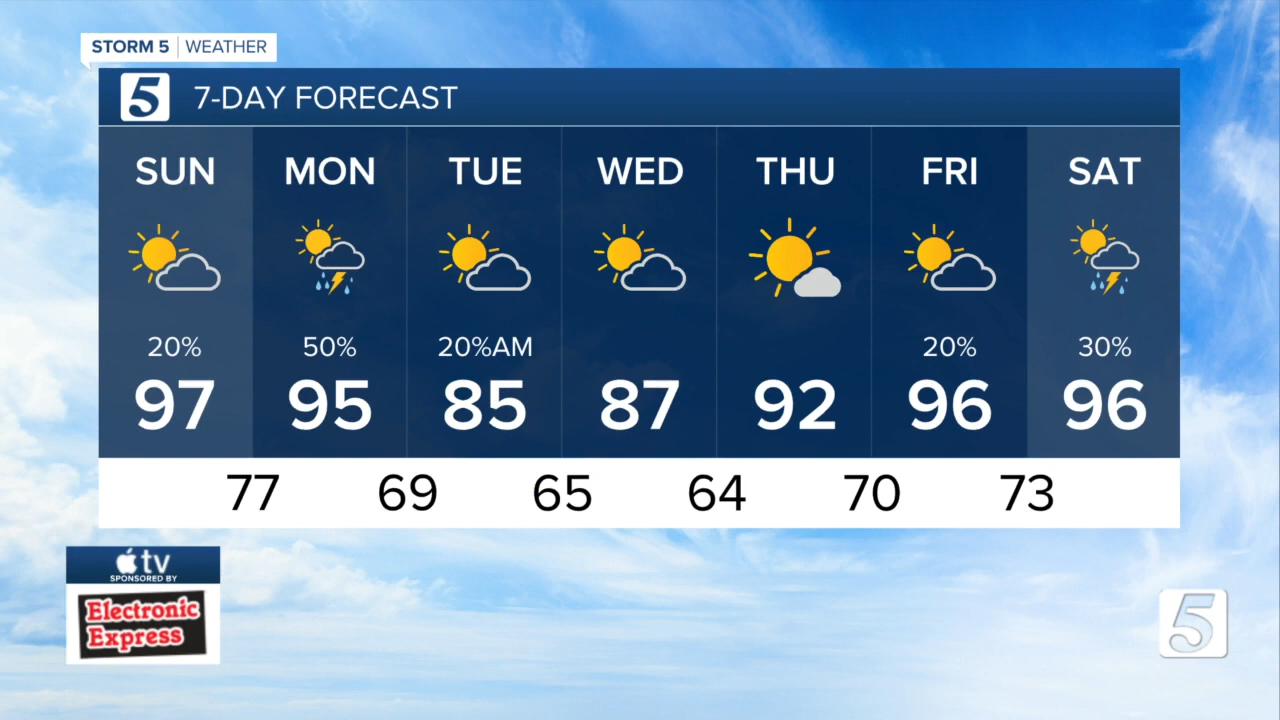 STORM 5 | WEATHER
5 7-DAY FORECAST
SUN MON TUE WED THU FRI SAT
20% 50% 20%AM 20% 30%
97 95 85 87 92 96 96
77 69 65 64 70 73
tv
SPONSORED BY
Electronic
Express
5